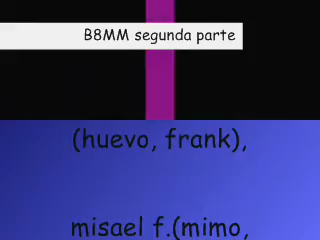 B8MM segunda parte
(huevo, frank),
misael f.(mimo,